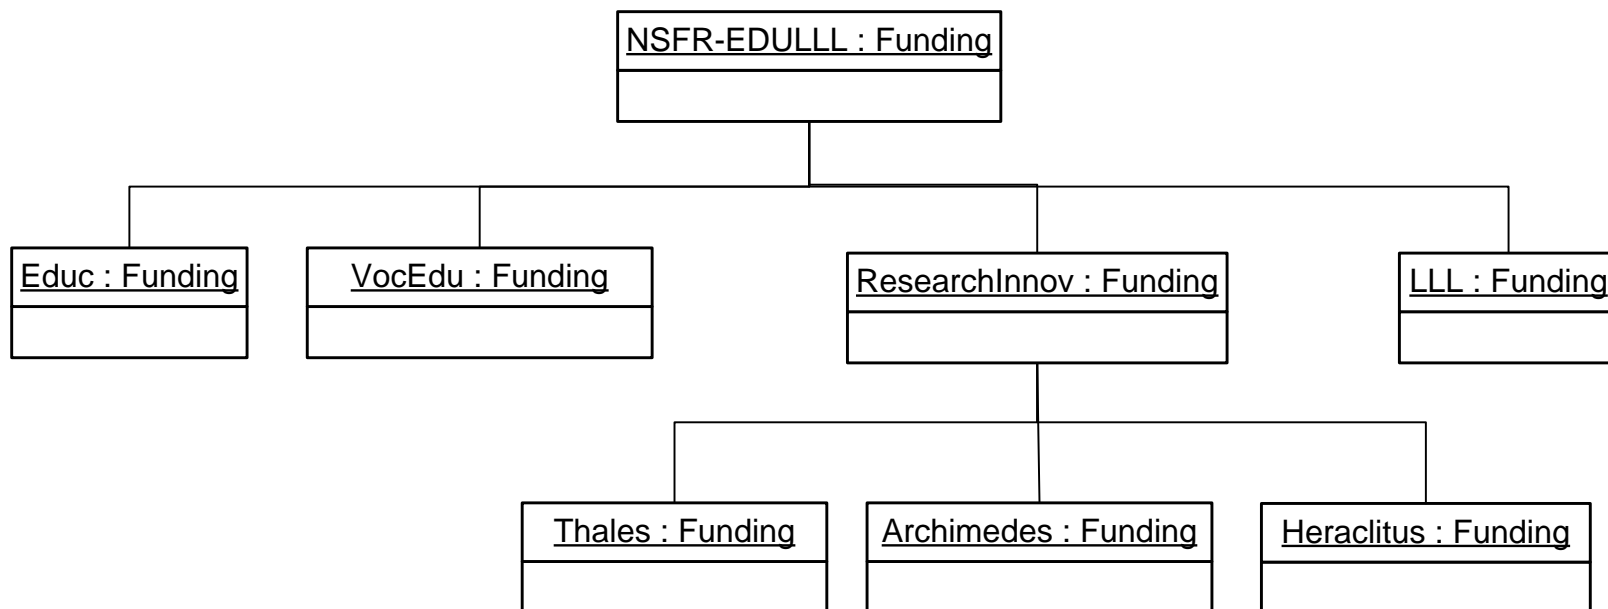 NSFR-EDULLL : Funding
Educ : Funding
VocEdu : Funding
ResearchInnov : Funding
LLL : Funding
Thales : Funding
Archimedes : Funding
Heraclitus : Funding